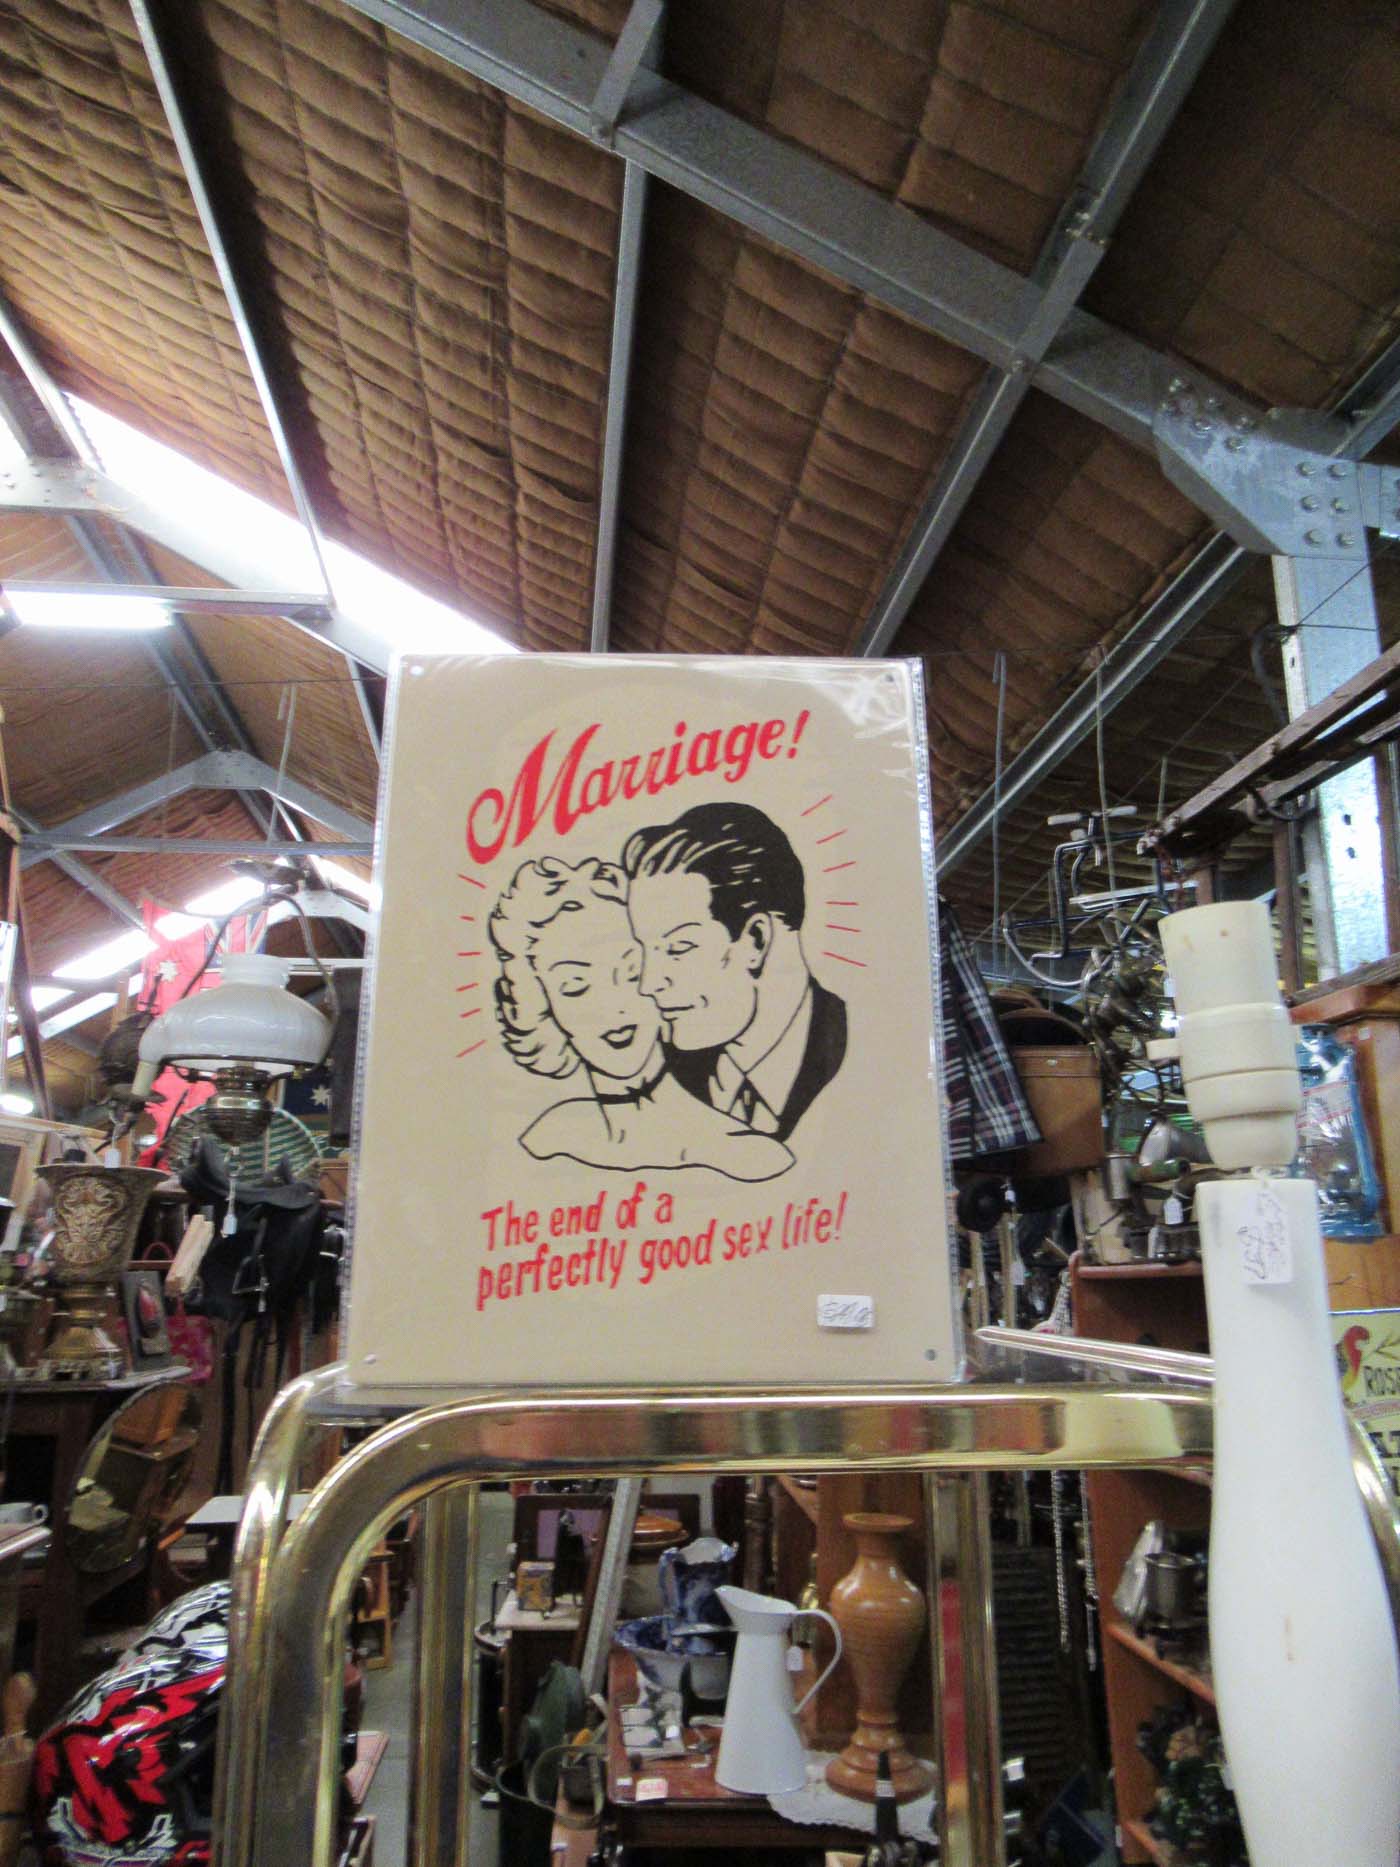 Marriage!
The end of a
perfectly good sex life!